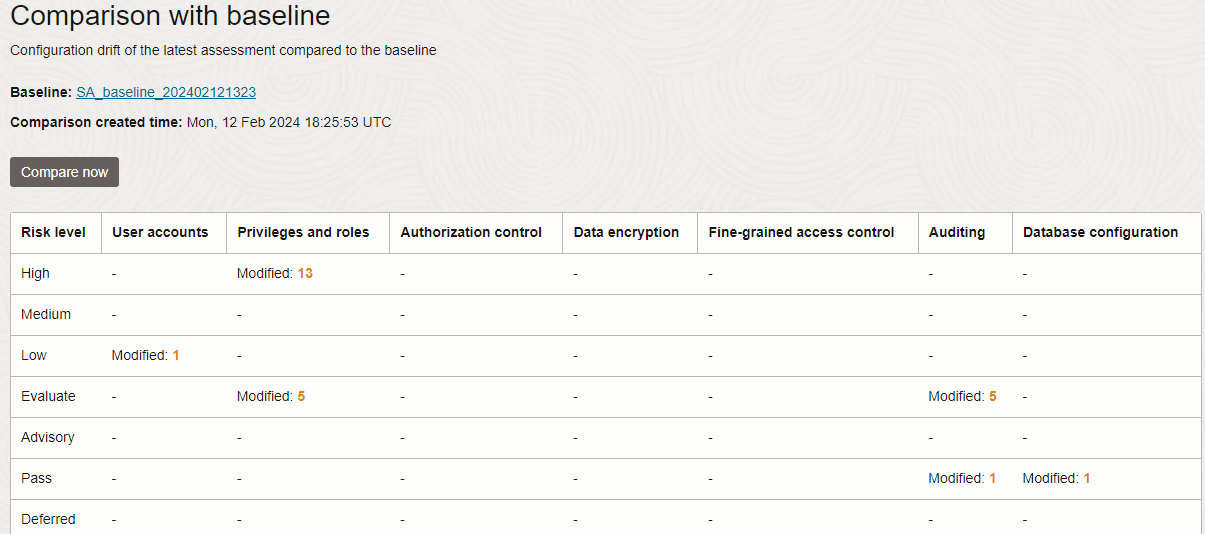 Comparison with baseline
Configuration drift of the latest assessment compared to the baseline
Baseline: SA_baseline_202402121323
Comparison created time: Mon, 12 Feb 2024 18:25:53 UTC
Compare now
Risk level User accounts Privileges and roles Authorization control Data encryption Fine-grained access control Auditing Database configuration
High - Modified: 13 - - - - -
Medium - - - - - - -
Low Modified: 1 - - - - - -
Evaluate - Modified: 5 - - - Modified: 5 -
Advisory - - - - - - -
Pass - - - - - Modified: 1 Modified: 1
Deferred - - - - - - -